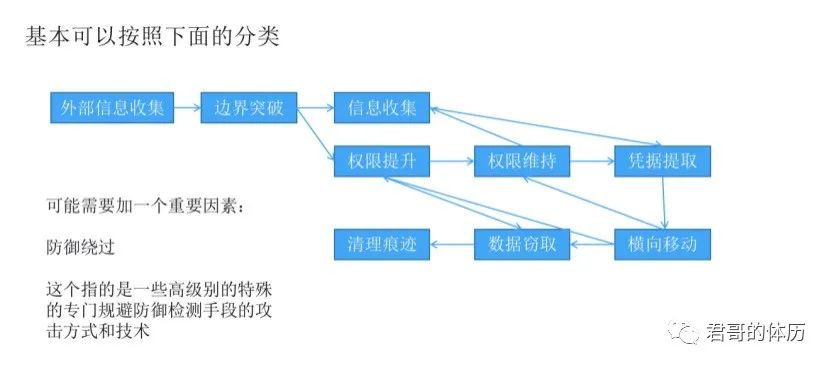 基本可以按照下面的分类
外部信息收集
边界突破
信息收集
权限提升
权限维持
凭据提取
可能需要加一个重要因素：
防御绕过
清理痕迹
数据窃取
横向移动
这个指的是一些高级别的特殊
的专门规避防御检测手段的攻
击方式和技术
君哥的体历